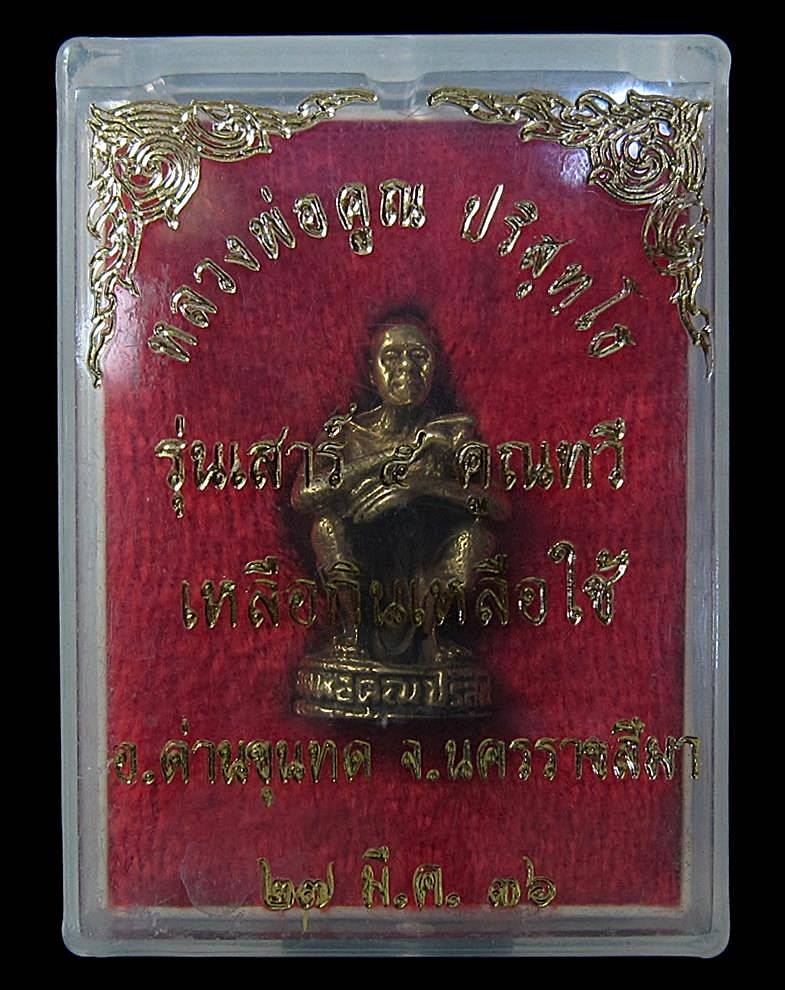 หลวงพ่อคูณ ปริสุทฺโธ
รุ่นเสาร์ ๕ คูณทวี
เหลือกินเหลือใช้
อ.ด่านขุนทด จ.นครราชสีมา
๒๗ มี.ค. ๓๖